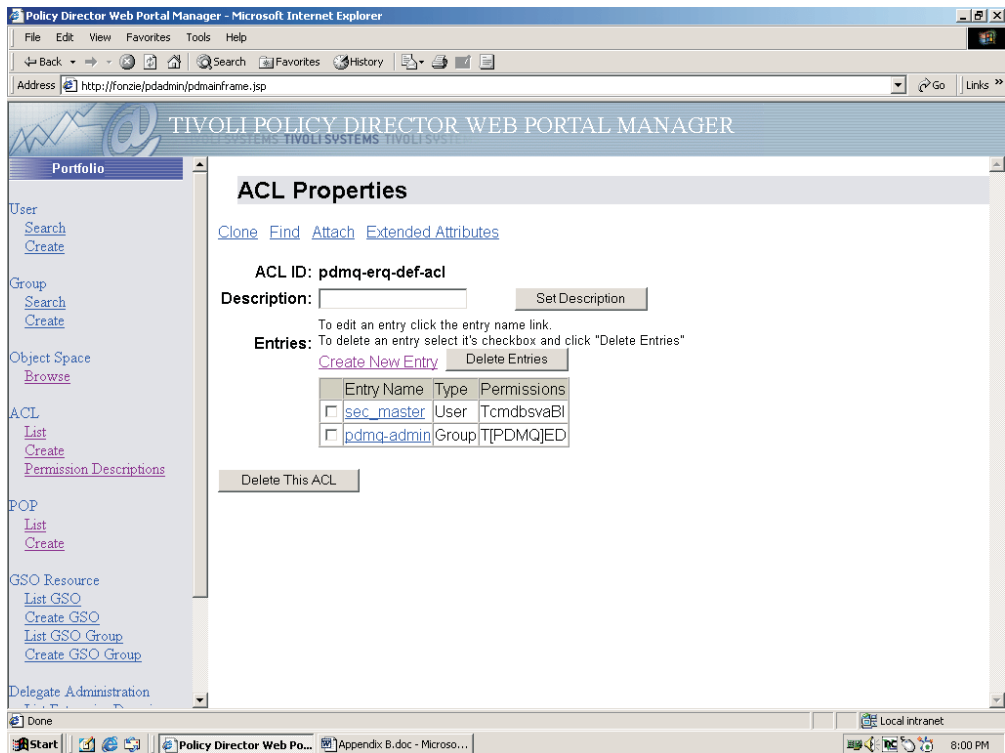 Policy Director Web Portal Manager - Microsoft Internet Explorer
File Edit View Favorites Tools Help
Back Search Favorites History
Address http://fonzie/pdadmin/pdmainframe.jsp Go Links »
TIVOLI POLICY DIRECTOR WEB PORTAL MANAGER
TIVOLI SYSTEMS TIVOLI SYSTEMS TIVOLI SYSTE
Portfolio
User
Search
Create
Group
Search
Create
Object Space
Browse
ACL
List
Create
Permission Descriptions
POP
List
Create
GSO Resource
List GSO
Create GSO
List GSO Group
Create GSO Group
Delegate Administration
ACL Properties
Clone Find Attach Extended Attributes
ACL ID: pdmq-erq-def-acl
Description: Set Description
To edit an entry click the entry name link.
Entries: To delete an entry select it's checkbox and click "Delete Entries"
Create New Entry Delete Entries
Entry Name Type Permissions
sec_master User TcmdbsvaBl
pdmq-admin Group T[PDMQ]ED
Delete This ACL
Done Local intranet
Start Policy Director Web Po... Appendix B.doc - Microso... 8:00 PM